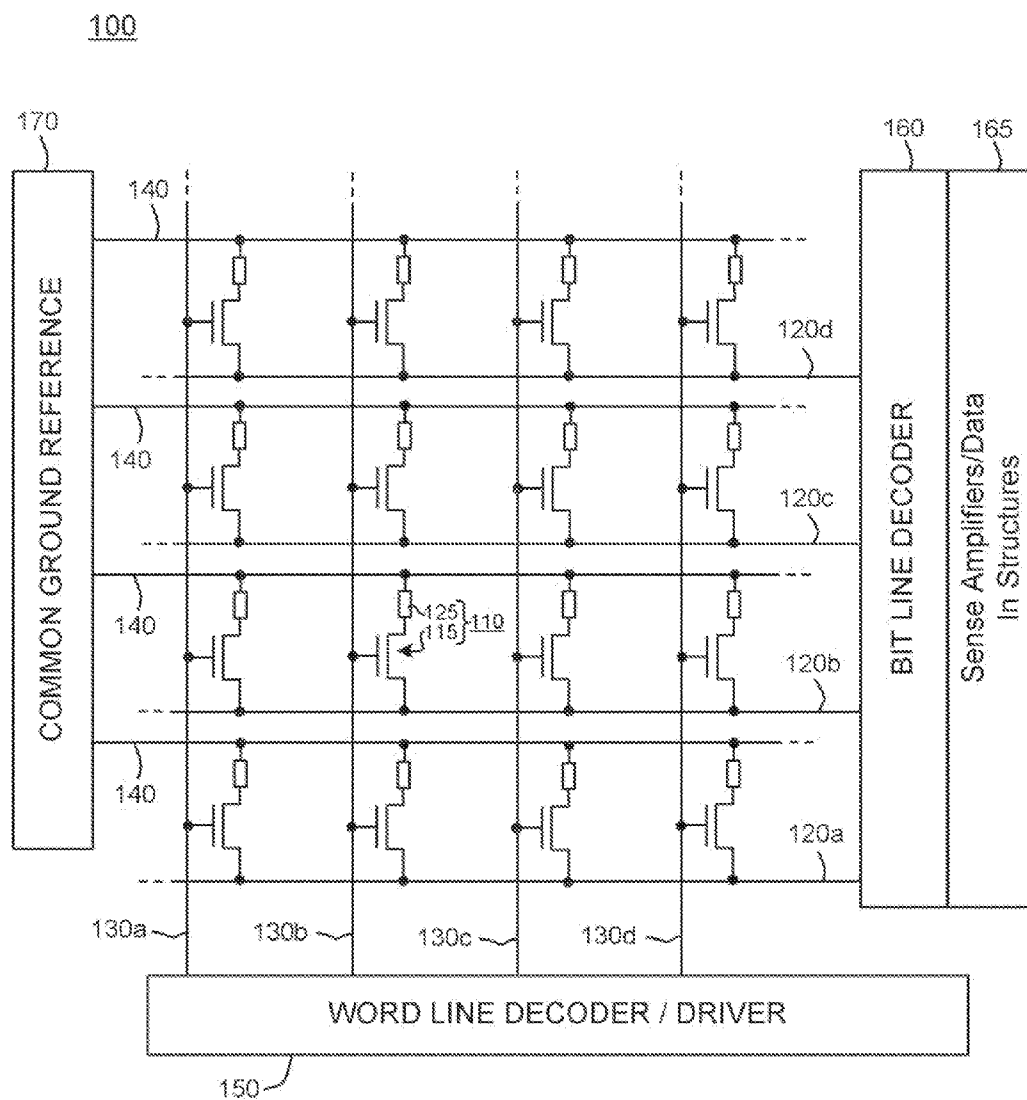 100
170
160
165
140
COMMON GROUND REFERENCE
120d
BIT LINE DECODER
Sense Amplifiers/Data
In Structures
140
120c
140
125
115
110
120b
140
120a
130a
130b
130c
130d
WORD LINE DECODER / DRIVER
150